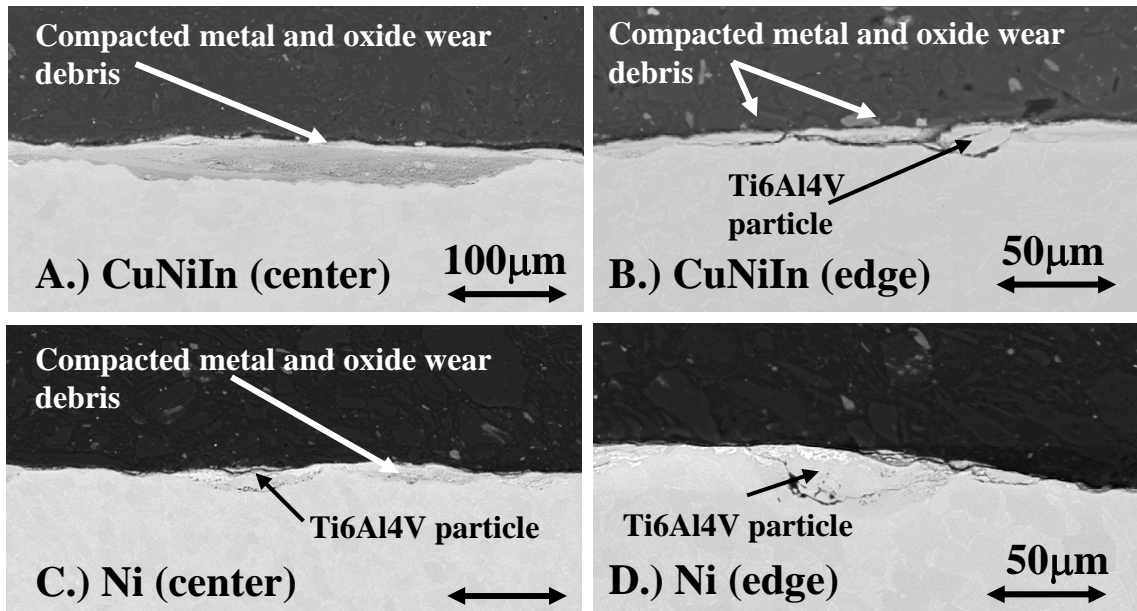 Compacted metal and oxide wear
debris
A.) CuNiIn (center)
100μm
Compacted metal and oxide wear
debris
Ti6Al4V
particle
B.) CuNiIn (edge)
50μm
Compacted metal and oxide wear
debris
Ti6Al4V particle
C.) Ni (center)
Ti6Al4V particle
D.) Ni (edge)
50μm